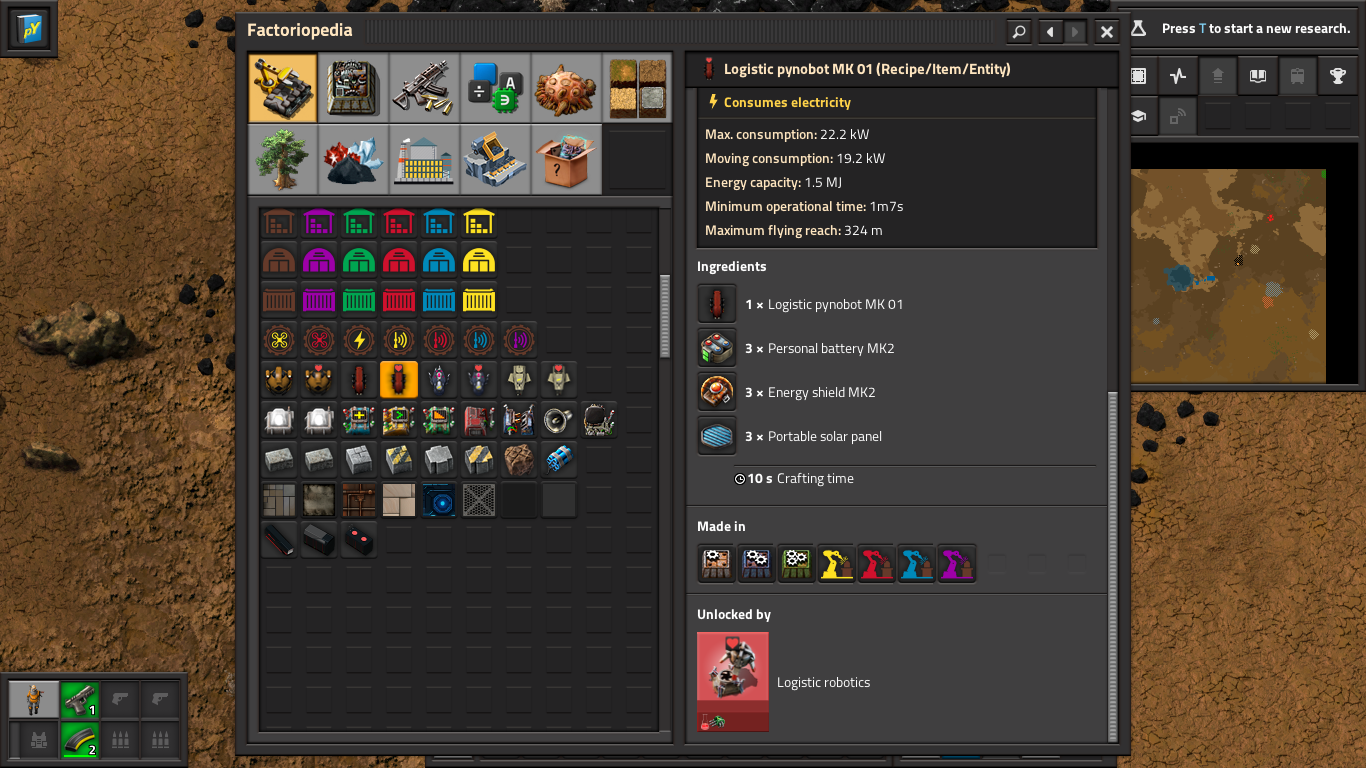 pY
Factoriopedia
A
?
Logistic pynobot MK 01 (Recipe/Item/Entity)
Consumes electricity
Max. consumption: 22.2 kW
Moving consumption: 19.2 kW
Energy capacity: 1.5 MJ
Minimum operational time: 1m7s
Maximum flying reach: 324 m
Ingredients
1 × Logistic pynobot MK 01
3 × Personal battery MK2
3 × Energy shield MK2
3 × Portable solar panel
10 s Crafting time
Made in
Unlocked by
Logistic robotics
Press T to start a new research.
1
2